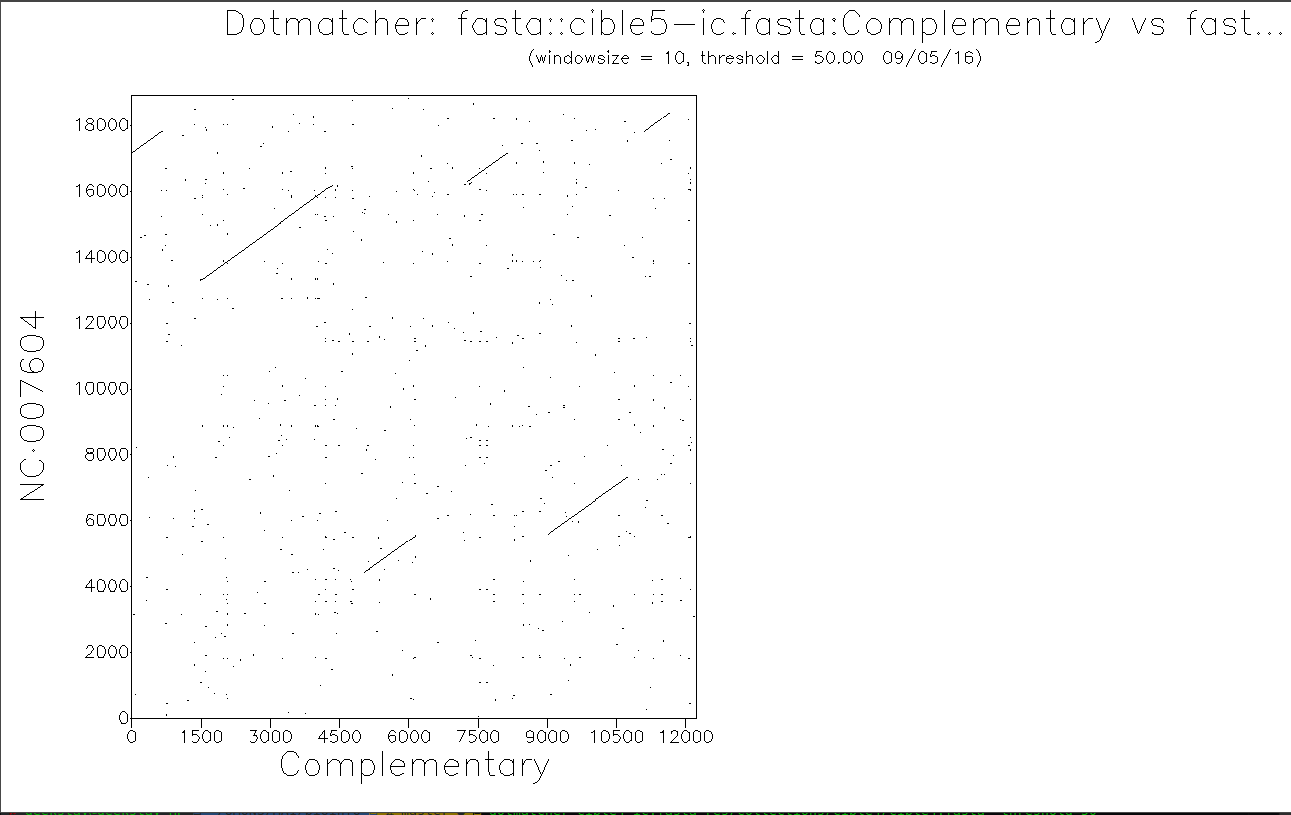 Dotmatcher: fasta::cible5-ic.fasta:Complementary vs fast...
(windowsize = 10, threshold = 50.00 09/05/16)
18000
16000
14000
12000
10000
8000
6000
4000
2000
0
NC.007604
0 1500 3000 4500 6000 7500 9000 10500 12000
Complementary